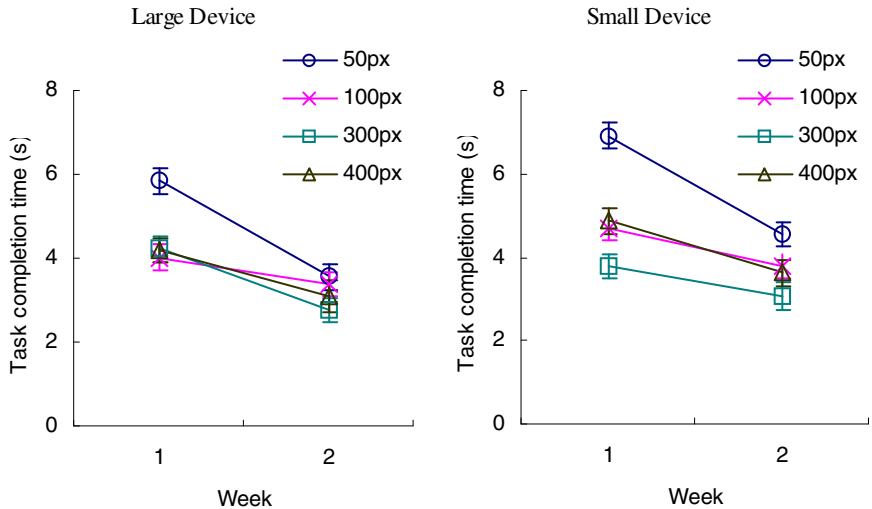 Large Device
50px
100px
300px
400px
8
6
4
2
0
Task completion time (s)
1
2
Week
Small Device
50px
100px
300px
400px
8
6
4
2
0
Task completion time (s)
1
2
Week